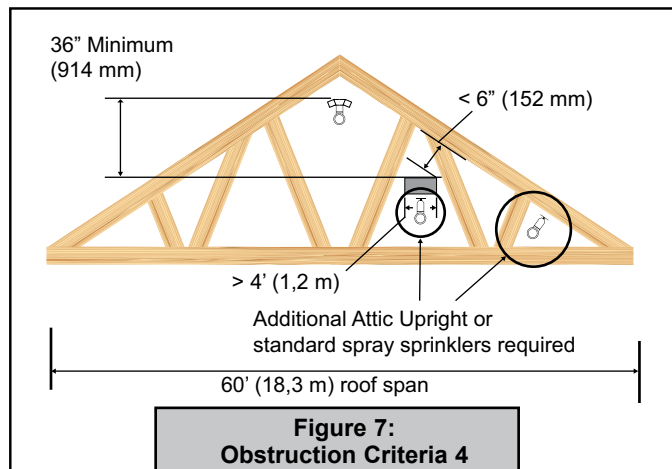 36” Minimum
(914 mm)
< 6” (152 mm)
> 4’ (1,2 m)
Additional Attic Upright or
standard spray sprinklers required
60’ (18,3 m) roof span
Figure 7:
Obstruction Criteria 4